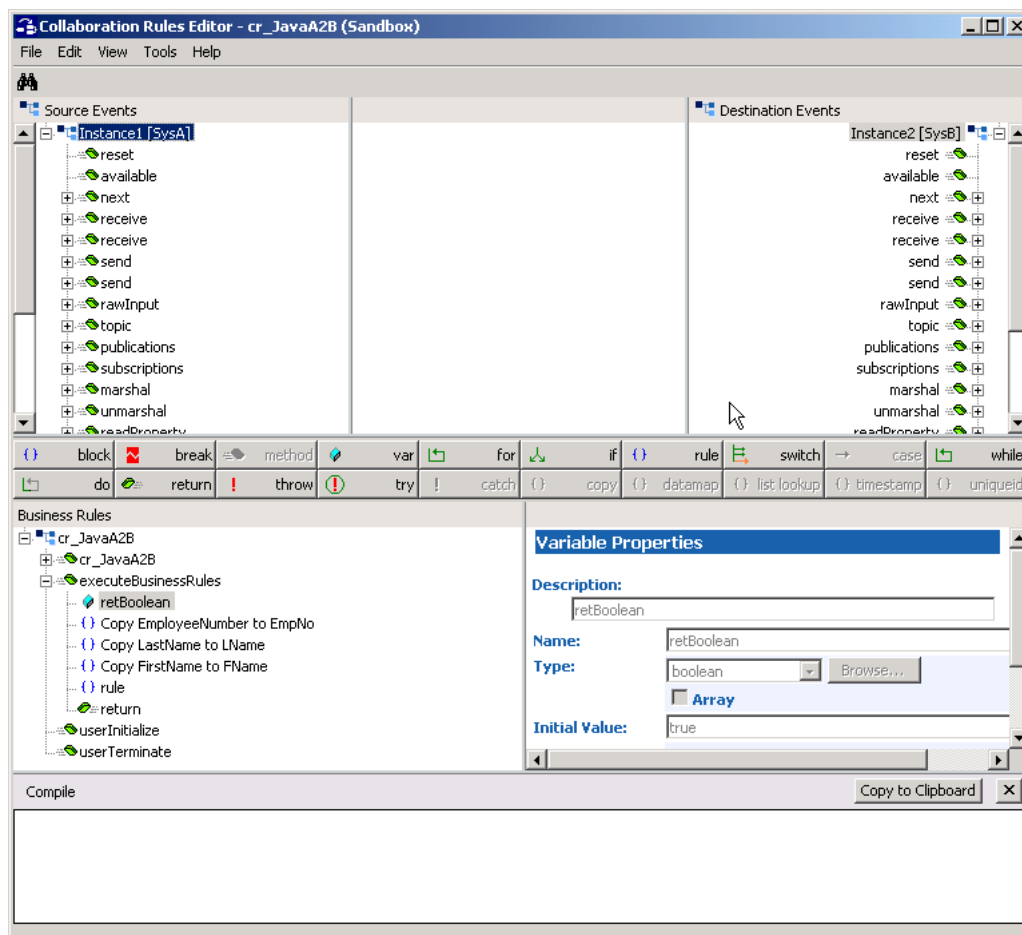 Collaboration Rules Editor - cr_JavaA2B (Sandbox)
File Edit View Tools Help
Source Events
Destination Events
Instance1 [SysA]
reset
available
next
receive
receive
send
send
rawInput
topic
publications
subscriptions
marshal
unmarshal
readProperty
Instance2 [SysB]
reset
available
next
receive
receive
send
send
rawInput
topic
publications
subscriptions
marshal
unmarshal
readProperty
{} block break method var for if {} rule switch case while
do return ! throw try ! catch {} copy {} datamap {} list lookup {} timestamp {} uniqueid
Business Rules
cr_JavaA2B
cr_JavaA2B
executeBusinessRules
retBoolean
{} Copy EmployeeNumber to EmpNo
{} Copy LastName to LName
{} Copy FirstName to FName
{} rule
return
userInitialize
userTerminate
Variable Properties
Description:
retBoolean
Name: retBoolean
Type: boolean Browse...
Array
Initial Value: true
Compile Copy to Clipboard